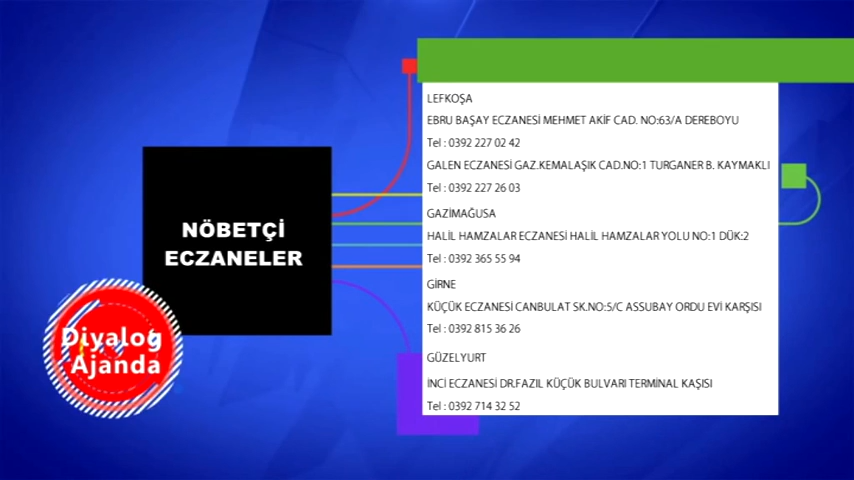 LEFKOŞA
EBRU BAŞAY ECZANESİ MEHMET AKİF CAD. NO:63/A DEREBOYU
Tel : 0392 227 02 42
GALEN ECZANESİ GAZ.KEMALAŞIK CAD.NO:1 TURGANER B. KAYMAKLI
Tel : 0392 227 26 03
GAZİMAĞUSA
HALİL HAMZALAR ECZANESİ HALİL HAMZALAR YOLU NO:1 DÜK:2
Tel : 0392 365 55 94
GİRNE
KÜÇÜK ECZANESİ CANBULAT SK.NO:5/C ASSUBAY ORDU EVİ KARŞISI
Tel : 0392 815 36 26
GÜZELYURT
İNCİ ECZANESİ DR.FAZIL KÜÇÜK BULVARI TERMİNAL KAŞISI
Tel : 0392 714 32 52
NÖBETÇİ
ECZANELER
Diyalog
Ajanda